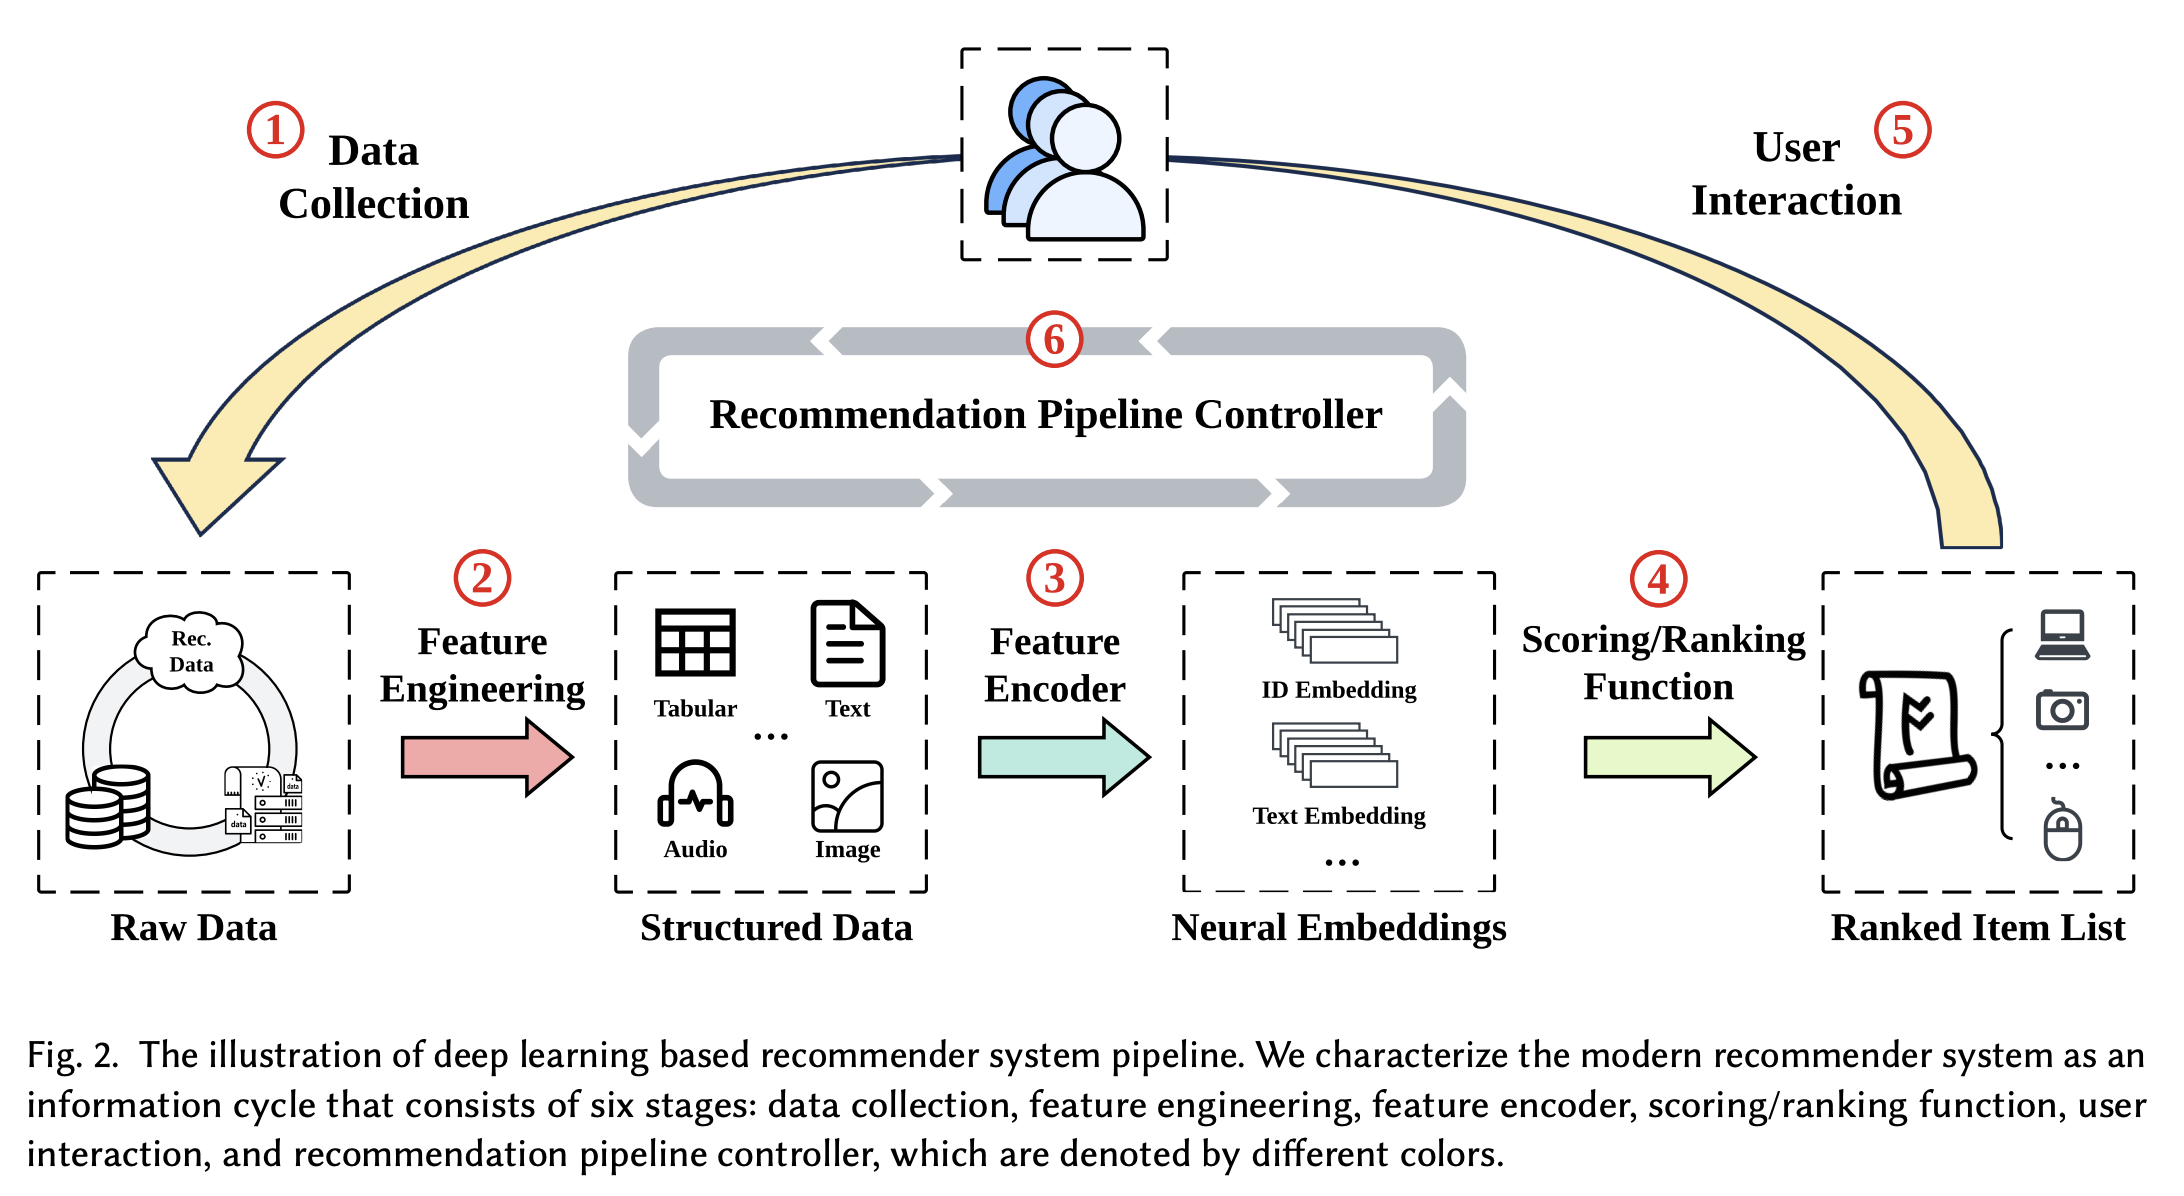 1
Data
Collection
User
Interaction
5
6
Recommendation Pipeline Controller
2
Feature
Engineering
3
Feature
Encoder
4
Scoring/Ranking
Function
Rec.
Data
data
data
Raw Data
Tabular
Text
...
Audio
Image
Structured Data
ID Embedding
Text Embedding
...
Neural Embeddings
...
Ranked Item List
Fig. 2. The illustration of deep learning based recommender system pipeline. We characterize the modern recommender system as an
information cycle that consists of six stages: data collection, feature engineering, feature encoder, scoring/ranking function, user
interaction, and recommendation pipeline controller, which are denoted by different colors.